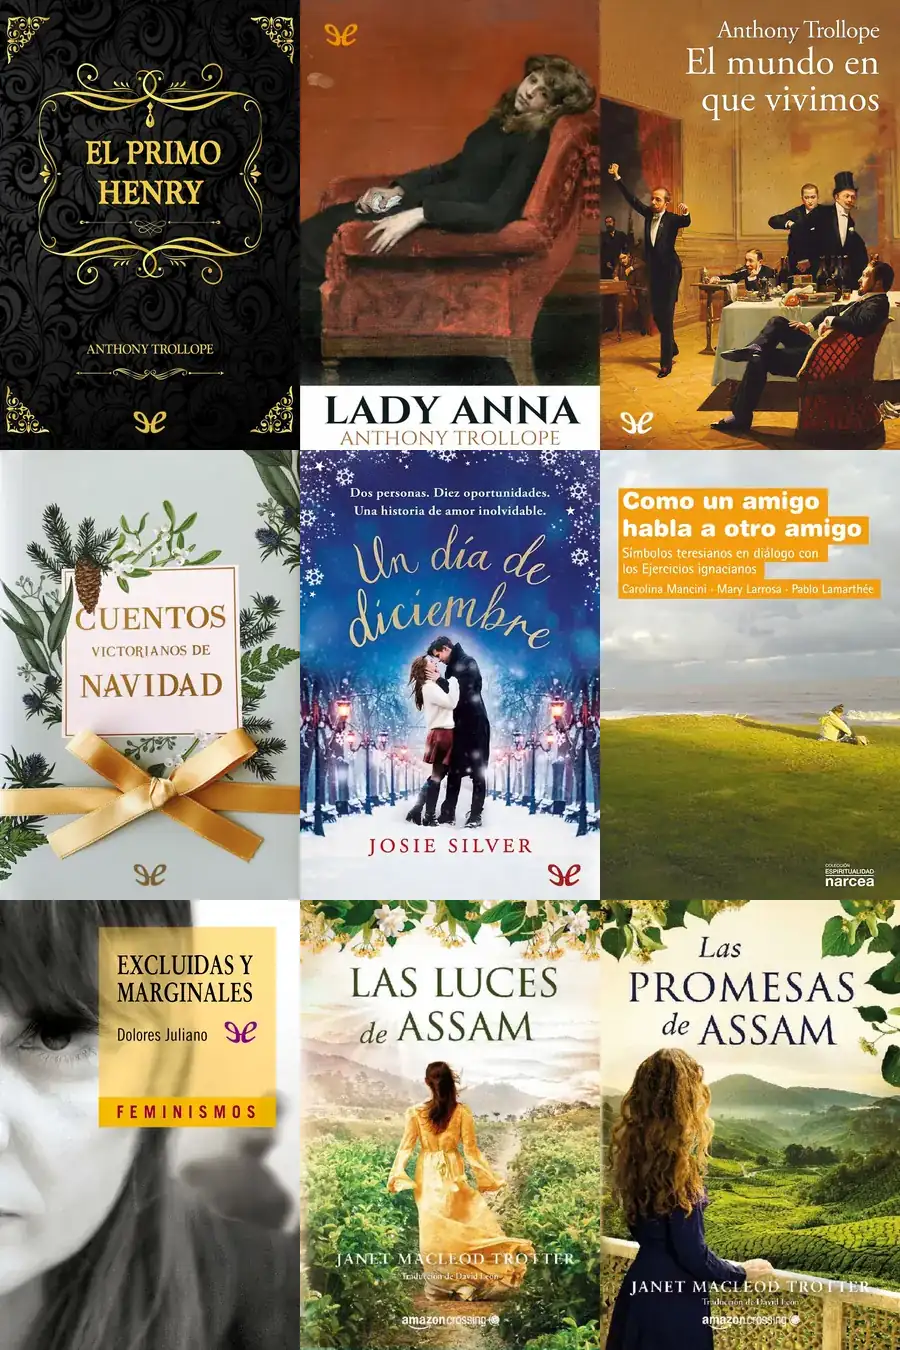 EL PRIMO
HENRY
ANTHONY TROLLOPE
LADY ANNA
ANTHONY TROLLOPE
Anthony Trollope
El mundo en
que vivimos
CUENTOS
VICTORIANOS DE
NAVIDAD
Dos personas. Diez oportunidades.
Una historia de amor inolvidable.
Un día de
diciembre
JOSIE SILVER
Como un amigo
habla a otro amigo
Símbolos teresianos en diálogo con
los Ejercicios ignacianos
Carolina Mancini · Mary Larrosa · Pablo Lamarthée
COLECCIÓN
ESPIRITUALIDAD
narcea
EXCLUIDAS Y
MARGINALES
Dolores Juliano
FEMINISMOS
LAS LUCES
de ASSAM
JANET MACLEOD TROTTER
Traducción de David León
amazoncrossing
Las
PROMESAS
de ASSAM
JANET MACLEOD TROTTER
Traducción de David León
amazoncrossing